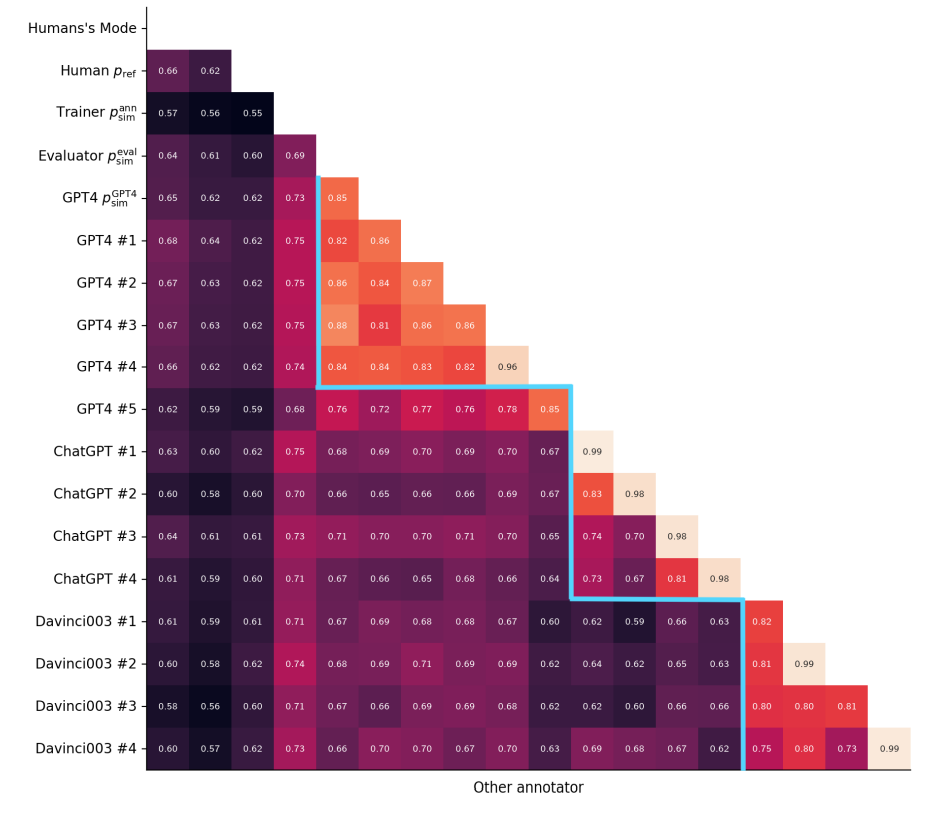 Humans's Mode
Human p_ref 0.66 0.62
Trainer p_sim^ann 0.57 0.56 0.55
Evaluator p_sim^eval 0.64 0.61 0.60 0.69
GPT4 p_sim^GPT4 0.65 0.62 0.62 0.73 0.85
GPT4 #1 0.68 0.64 0.62 0.75 0.82 0.86
GPT4 #2 0.67 0.63 0.62 0.75 0.86 0.84 0.87
GPT4 #3 0.67 0.63 0.62 0.75 0.88 0.81 0.86 0.86
GPT4 #4 0.66 0.62 0.62 0.74 0.84 0.84 0.83 0.82 0.96
GPT4 #5 0.62 0.59 0.59 0.68 0.76 0.72 0.77 0.76 0.78 0.85
ChatGPT #1 0.63 0.60 0.62 0.75 0.68 0.69 0.70 0.69 0.70 0.67 0.99
ChatGPT #2 0.60 0.58 0.60 0.70 0.66 0.65 0.66 0.66 0.69 0.67 0.83 0.98
ChatGPT #3 0.64 0.61 0.61 0.73 0.71 0.70 0.70 0.71 0.70 0.65 0.74 0.70 0.98
ChatGPT #4 0.61 0.59 0.60 0.71 0.67 0.66 0.65 0.68 0.66 0.64 0.73 0.67 0.81 0.98
Davinci003 #1 0.61 0.59 0.61 0.71 0.67 0.69 0.68 0.68 0.67 0.60 0.62 0.59 0.66 0.63 0.82
Davinci003 #2 0.60 0.58 0.62 0.74 0.68 0.69 0.71 0.69 0.69 0.62 0.64 0.62 0.65 0.63 0.81 0.99
Davinci003 #3 0.58 0.56 0.60 0.71 0.67 0.66 0.69 0.69 0.68 0.62 0.62 0.60 0.66 0.66 0.80 0.80 0.81
Davinci003 #4 0.60 0.57 0.62 0.73 0.66 0.70 0.70 0.67 0.70 0.63 0.69 0.68 0.67 0.62 0.75 0.80 0.73 0.99
Other annotator